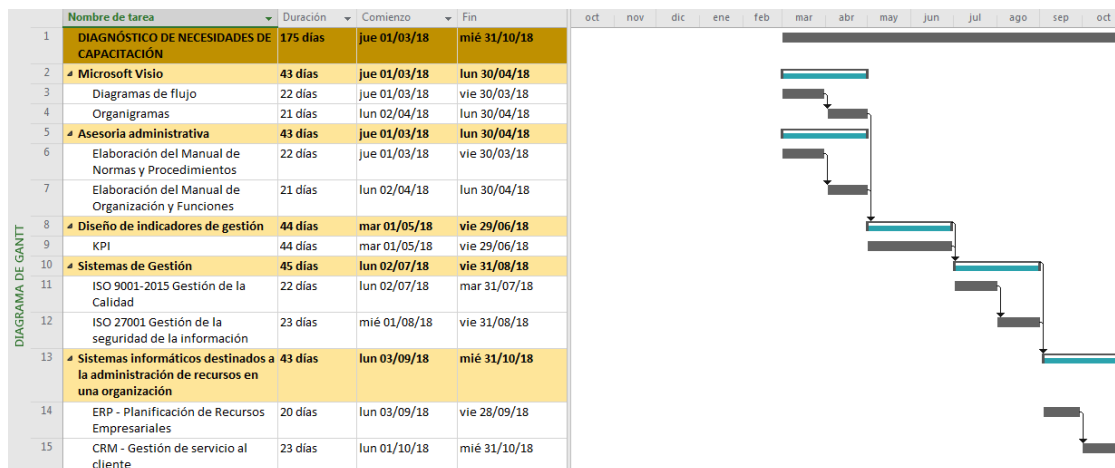 Nombre de tarea Duración Comienzo Fin oct nov dic ene feb mar abr may jun jul ago sep oct
1 DIAGNÓSTICO DE NECESIDADES DE 175 días jue 01/03/18 mié 31/10/18
CAPACITACIÓN
2 Microsoft Visio 43 días jue 01/03/18 lun 30/04/18
3 Diagramas de flujo 22 días jue 01/03/18 vie 30/03/18
4 Organigramas 21 días lun 02/04/18 lun 30/04/18
5 Asesoria administrativa 43 días jue 01/03/18 lun 30/04/18
6 Elaboración del Manual de 22 días jue 01/03/18 vie 30/03/18
Normas y Procedimientos
7 Elaboración del Manual de 21 días lun 02/04/18 lun 30/04/18
Organización y Funciones
8 Diseño de indicadores de gestión 44 días mar 01/05/18 vie 29/06/18
9 KPI 44 días mar 01/05/18 vie 29/06/18
10 Sistemas de Gestión 45 días lun 02/07/18 vie 31/08/18
11 ISO 9001-2015 Gestión de la 22 días lun 02/07/18 mar 31/07/18
Calidad
12 ISO 27001 Gestión de la 23 días mié 01/08/18 vie 31/08/18
seguridad de la información
13 Sistemas informáticos destinados a 43 días lun 03/09/18 mié 31/10/18
la administración de recursos en
una organización
14 ERP - Planificación de Recursos 20 días lun 03/09/18 vie 28/09/18
Empresariales
15 CRM - Gestión de servicio al 23 días lun 01/10/18 mié 31/10/18
cliente
DIAGRAMA DE GANTT